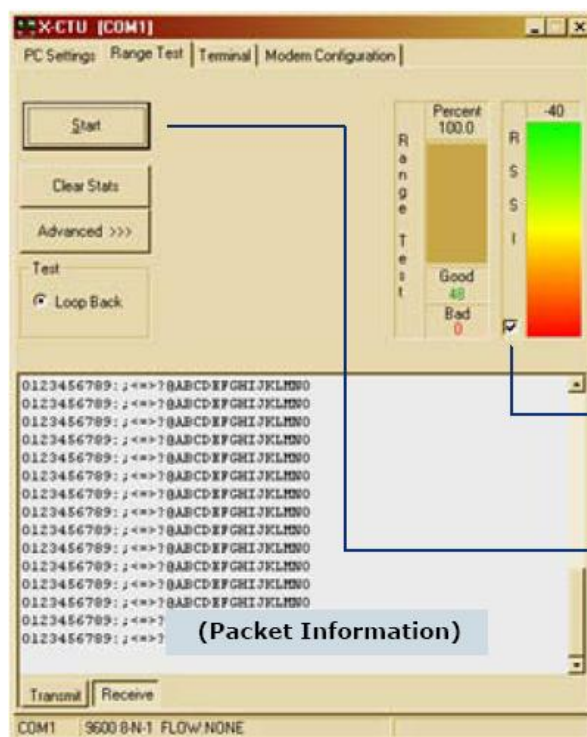 X-CTU [COM1]
PC Settings Range Test Terminal Modem Configuration
Start
Clear Stats
Advanced >>>
Test
Loop Back
Range Test
Percent
100.0
Good
48
Bad
0
RSSI
-40
0123456789:;<=>?@ABCDEFGHIJKLMNO
0123456789:;<=>?@ABCDEFGHIJKLMNO
0123456789:;<=>?@ABCDEFGHIJKLMNO
0123456789:;<=>?@ABCDEFGHIJKLMNO
0123456789:;<=>?@ABCDEFGHIJKLMNO
0123456789:;<=>?@ABCDEFGHIJKLMNO
0123456789:;<=>?@ABCDEFGHIJKLMNO
0123456789:;<=>?@ABCDEFGHIJKLMNO
0123456789:;<=>?@ABCDEFGHIJKLMNO
0123456789:;<=>?@ABCDEFGHIJKLMNO
0123456789:;<=>?@ABCDEFGHIJKLMNO
0123456789:;<=>?@ABCDEFGHIJKLMNO
0123456789:;<=>?@ABCDEFGHIJKLMNO
0123456789:;<=>?
0123456789:;<=>?
(Packet Information)
Transmit Receive
COM1 9600 8-N-1 FLOW:NONE